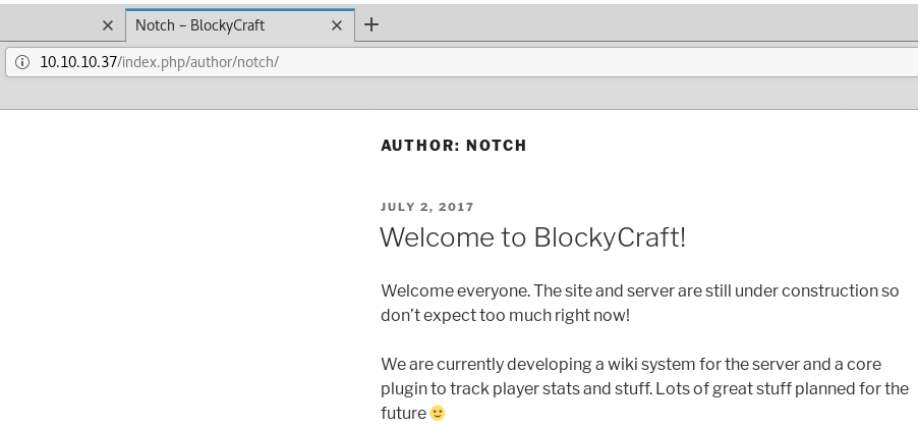 Notch – BlockyCraft
10.10.10.37/index.php/author/notch/
AUTHOR: NOTCH
JULY 2, 2017
Welcome to BlockyCraft!
Welcome everyone. The site and server are still under construction so
don’t expect too much right now!
We are currently developing a wiki system for the server and a core
plugin to track player stats and stuff. Lots of great stuff planned for the
future 🙂